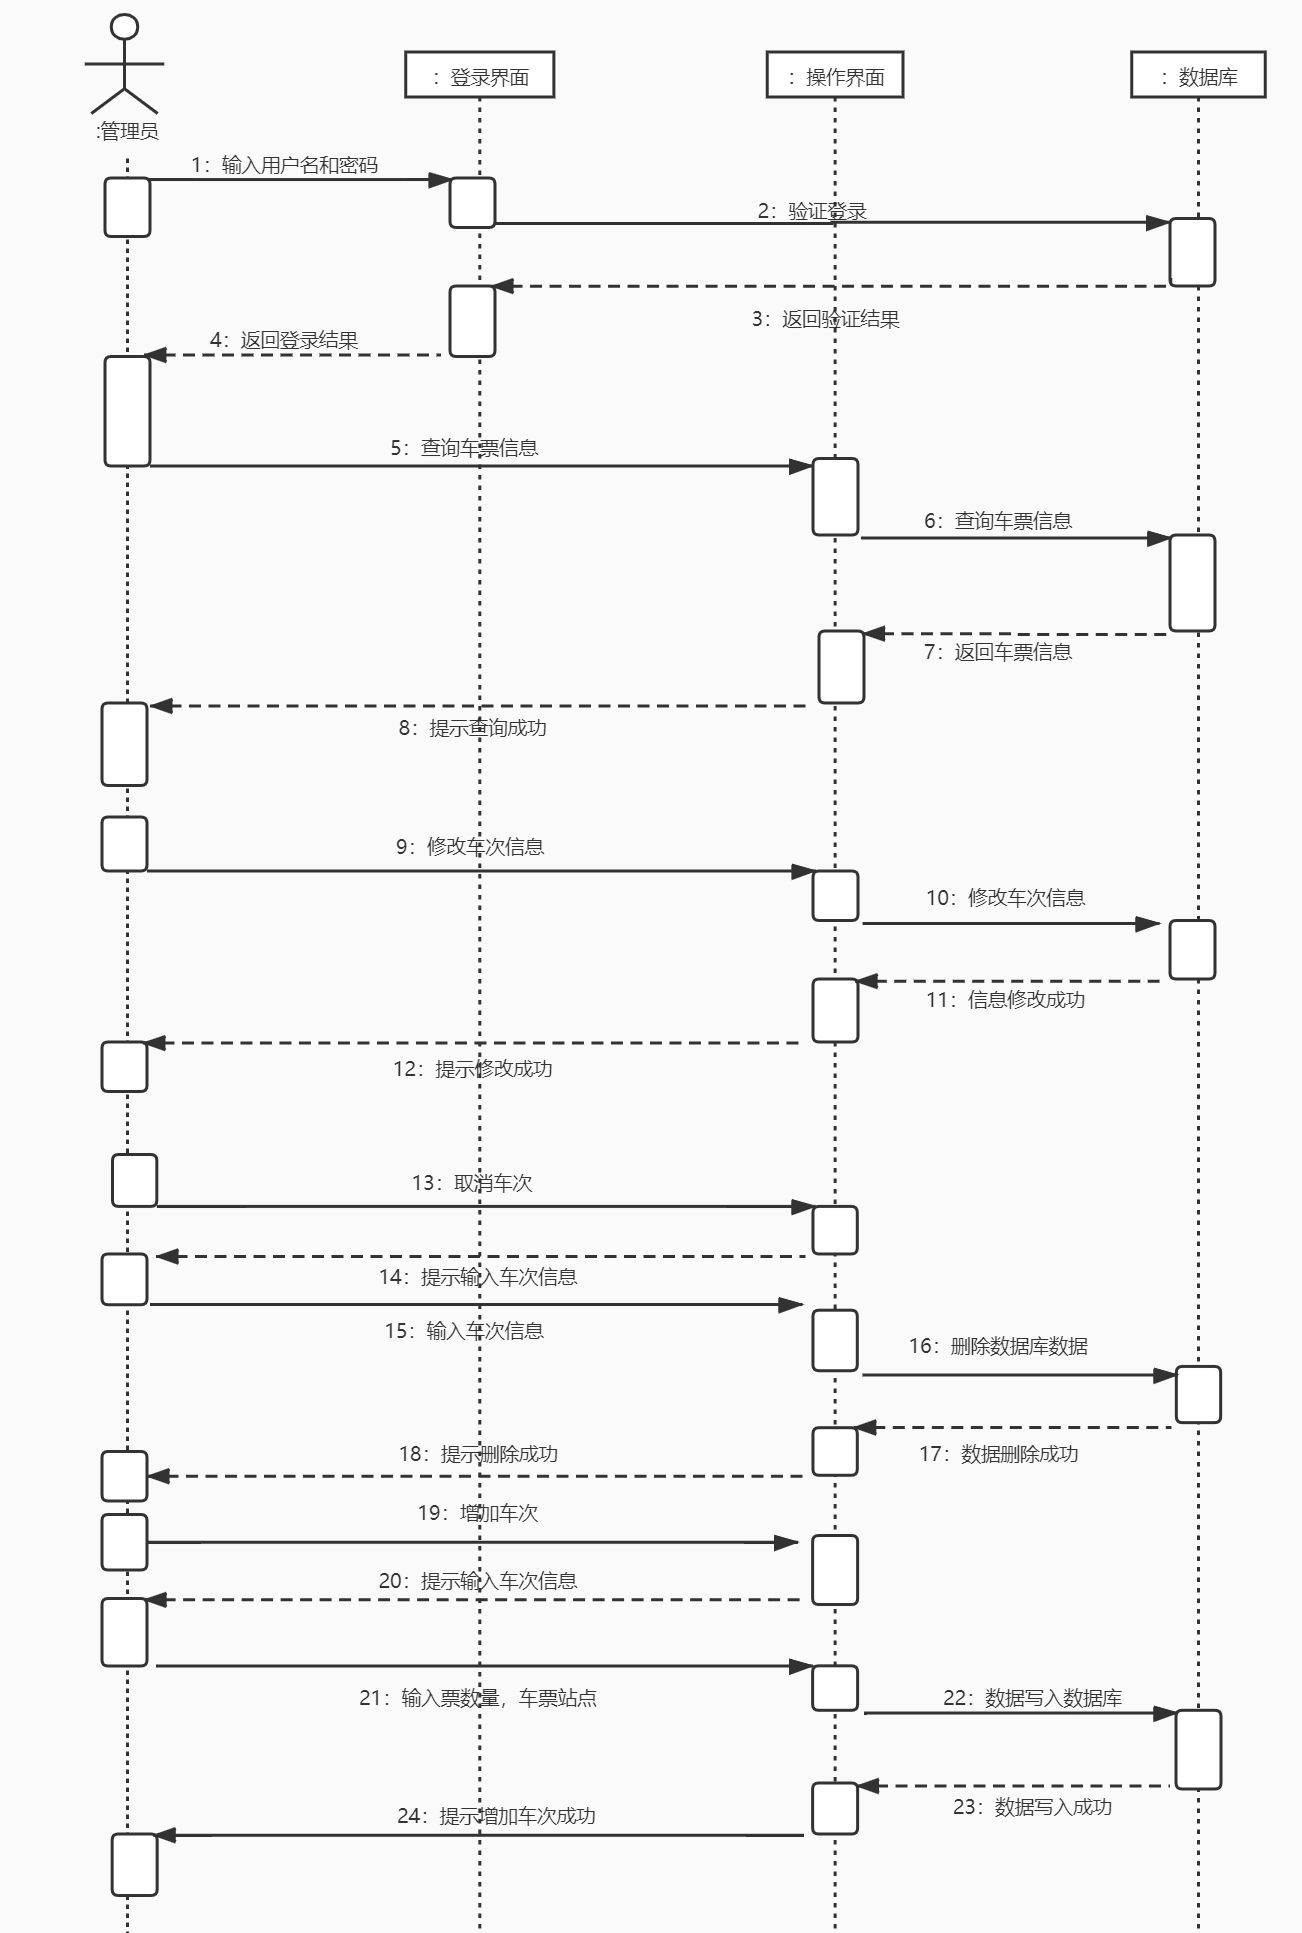 ：登录界面
：操作界面
：数据库
:管理员
1：输入用户名和密码
2：验证登录
3：返回验证结果
4：返回登录结果
5：查询车票信息
6：查询车票信息
7：返回车票信息
8：提示查询成功
9：修改车次信息
10：修改车次信息
11：信息修改成功
12：提示修改成功
13：取消车次
14：提示输入车次信息
15：输入车次信息
16：删除数据库数据
17：数据删除成功
18：提示删除成功
19：增加车次
20：提示输入车次信息
21：输入票数量，车票站点
22：数据写入数据库
23：数据写入成功
24：提示增加车次成功